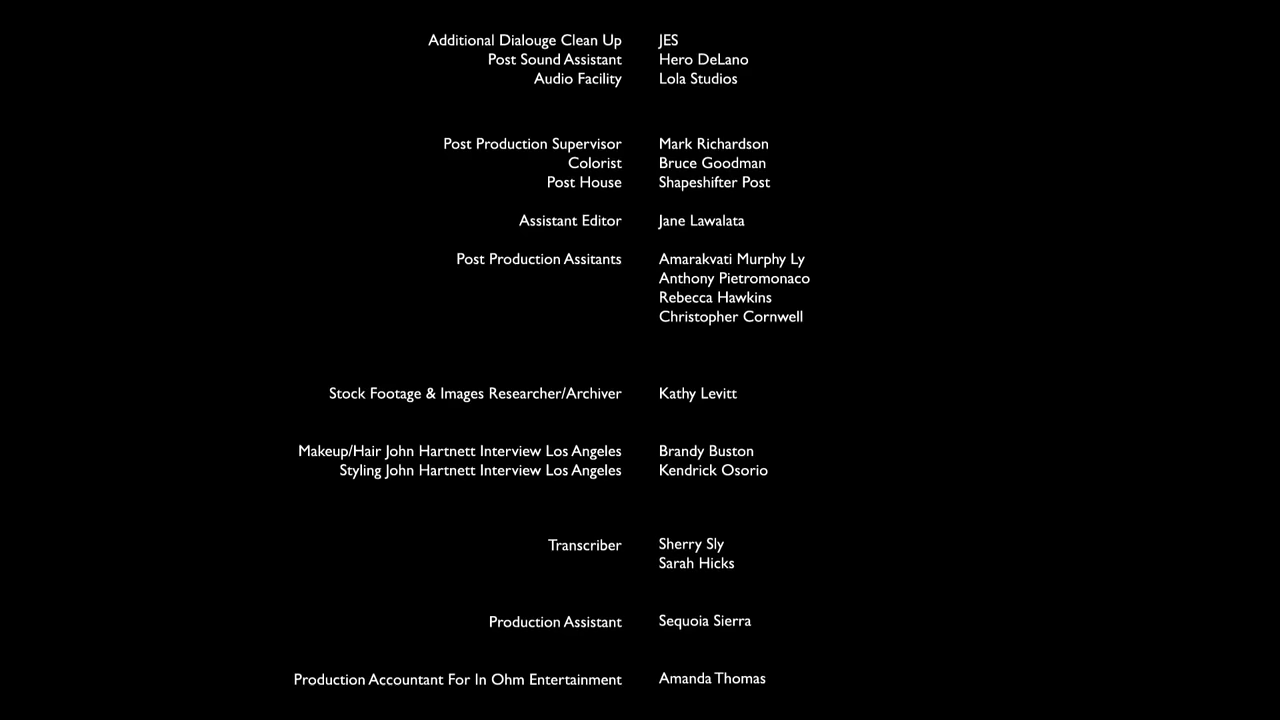 Additional Dialouge Clean Up JES
Post Sound Assistant Hero DeLano
Audio Facility Lola Studios
Post Production Supervisor Mark Richardson
Colorist Bruce Goodman
Post House Shapeshifter Post
Assistant Editor Jane Lawalata
Post Production Assitants Amarakvati Murphy Ly
Anthony Pietromonaco
Rebecca Hawkins
Christopher Cornwell
Stock Footage & Images Researcher/Archiver Kathy Levitt
Makeup/Hair John Hartnett Interview Los Angeles Brandy Buston
Styling John Hartnett Interview Los Angeles Kendrick Osorio
Transcriber Sherry Sly
Sarah Hicks
Production Assistant Sequoia Sierra
Production Accountant For In Ohm Entertainment Amanda Thomas